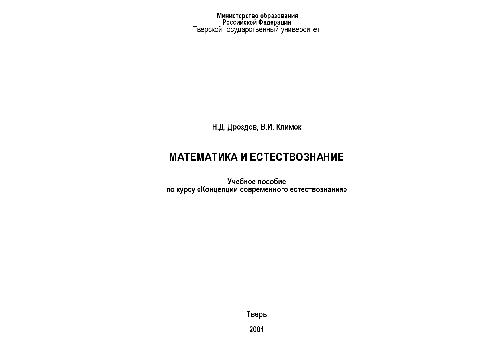 Министерство образования
Российской Федерации
Тверской государственный университет
Н.Д. Дроздов, В.И. Климок
МАТЕМАТИКА И ЕСТЕСТВОЗНАНИЕ
Учебное пособие
по курсу «Концепции современного естествознания»
Тверь
2001